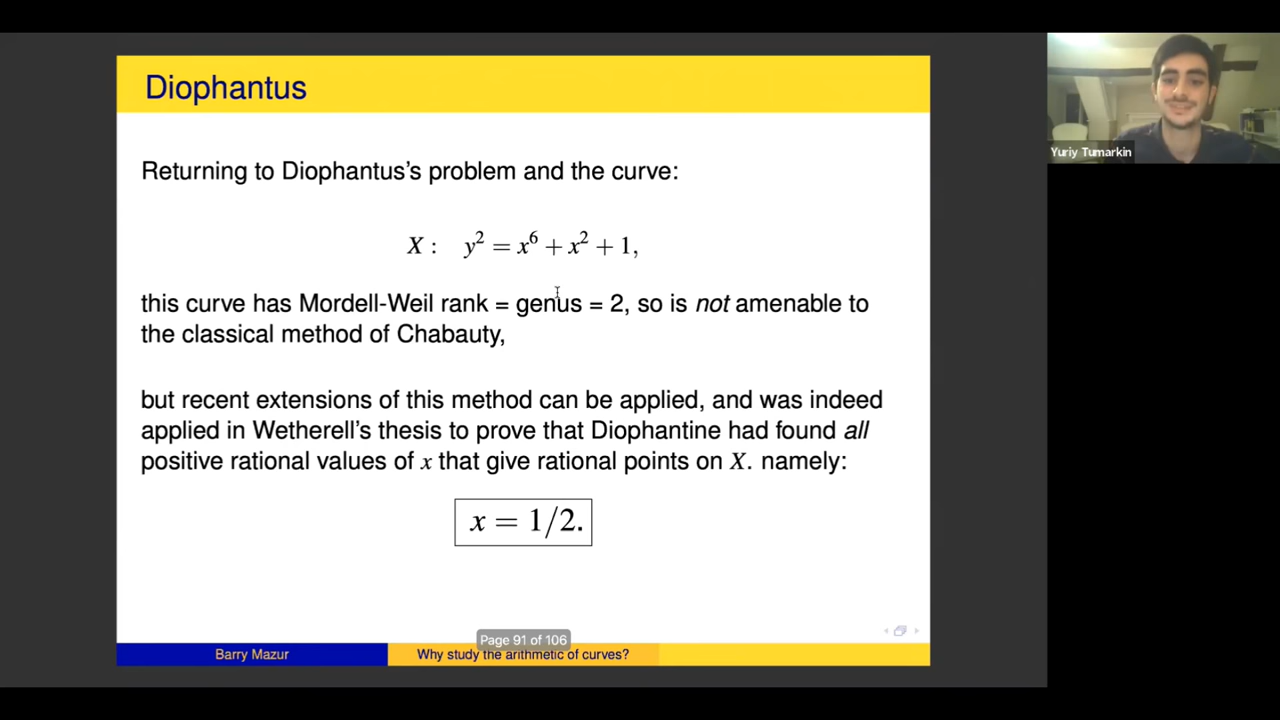 Diophantus
Yuriy Tumarkin
Returning to Diophantus's problem and the curve:
X : y² = x⁶ + x² + 1,
this curve has Mordell-Weil rank = genus = 2, so is not amenable to
the classical method of Chabauty,
but recent extensions of this method can be applied, and was indeed
applied in Wetherell's thesis to prove that Diophantine had found all
positive rational values of x that give rational points on X. namely:
x = 1/2.
Page 91 of 106
Barry Mazur
Why study the arithmetic of curves?